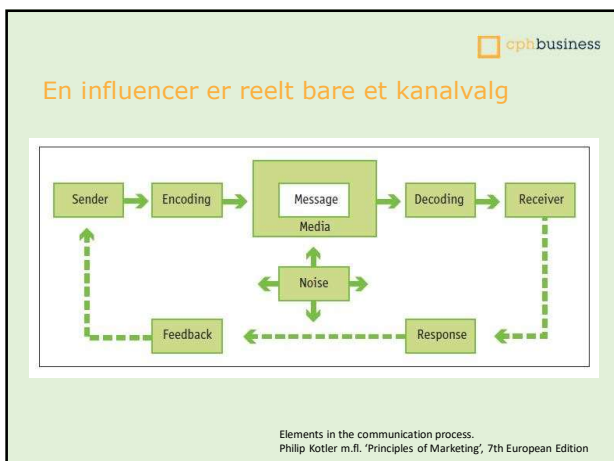 cphbusiness
En influencer er reelt bare et kanalvalg
Sender
Encoding
Message
Media
Decoding
Receiver
Noise
Feedback
Response
Elements in the communication process.
Philip Kotler m.fl. ‘Principles of Marketing’, 7th European Edition